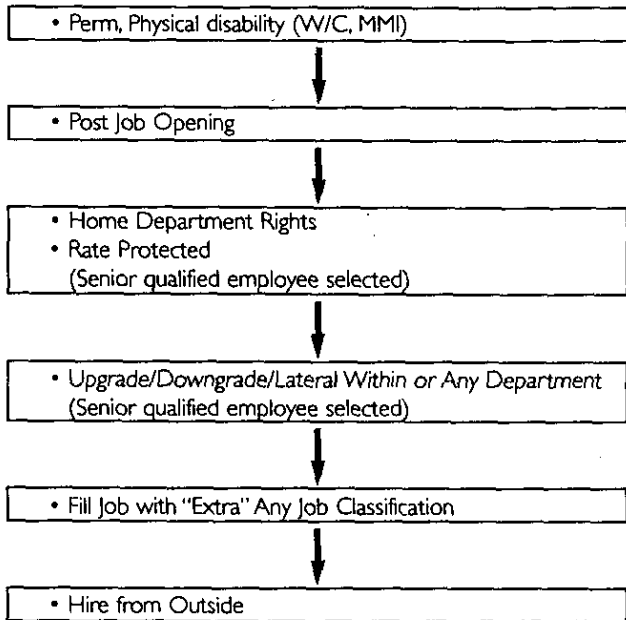 • Perm, Physical disability (W/C, MMI)
• Post Job Opening
• Home Department Rights
• Rate Protected
(Senior qualified employee selected)
• Upgrade/Downgrade/Lateral Within or Any Department
(Senior qualified employee selected)
• Fill Job with "Extra" Any Job Classification
• Hire from Outside